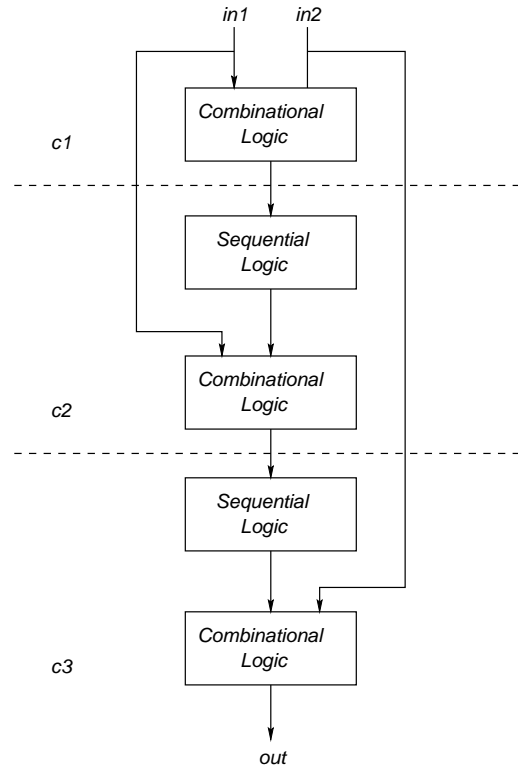 in1 in2
Combinational
Logic
c1
Sequential
Logic
Combinational
Logic
c2
Sequential
Logic
Combinational
Logic
c3
out